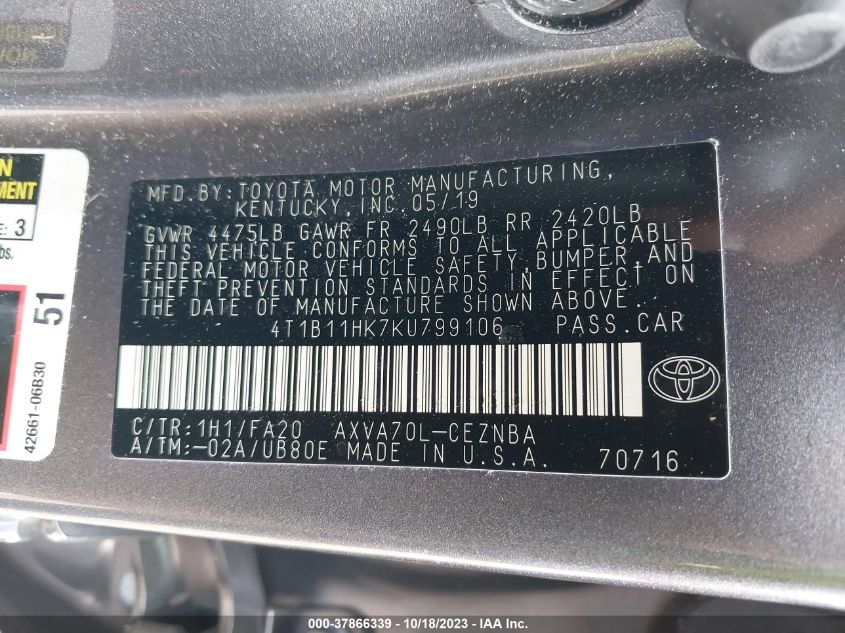 N
EMENT
E: 3
bs.
51
42661-06B30
MFD. BY: TOYOTA MOTOR MANUFACTURING,
KENTUCKY, INC. 05/19
GVWR 4475LB GAWR FR 2490LB RR 2420LB
THIS VEHICLE CONFORMS TO ALL APPLICABLE
FEDERAL MOTOR VEHICLE SAFETY, BUMPER, AND
THEFT PREVENTION STANDARDS IN EFFECT ON
THE DATE OF MANUFACTURE SHOWN ABOVE.
4T1B11HK7KU799106 PASS. CAR
C/TR: 1H1/FA20 AXVA70L-CEZNBA
A/TM:-02A/UB80E MADE IN U.S.A. 70716
000-37866339 - 10/18/2023 - IAA Inc.